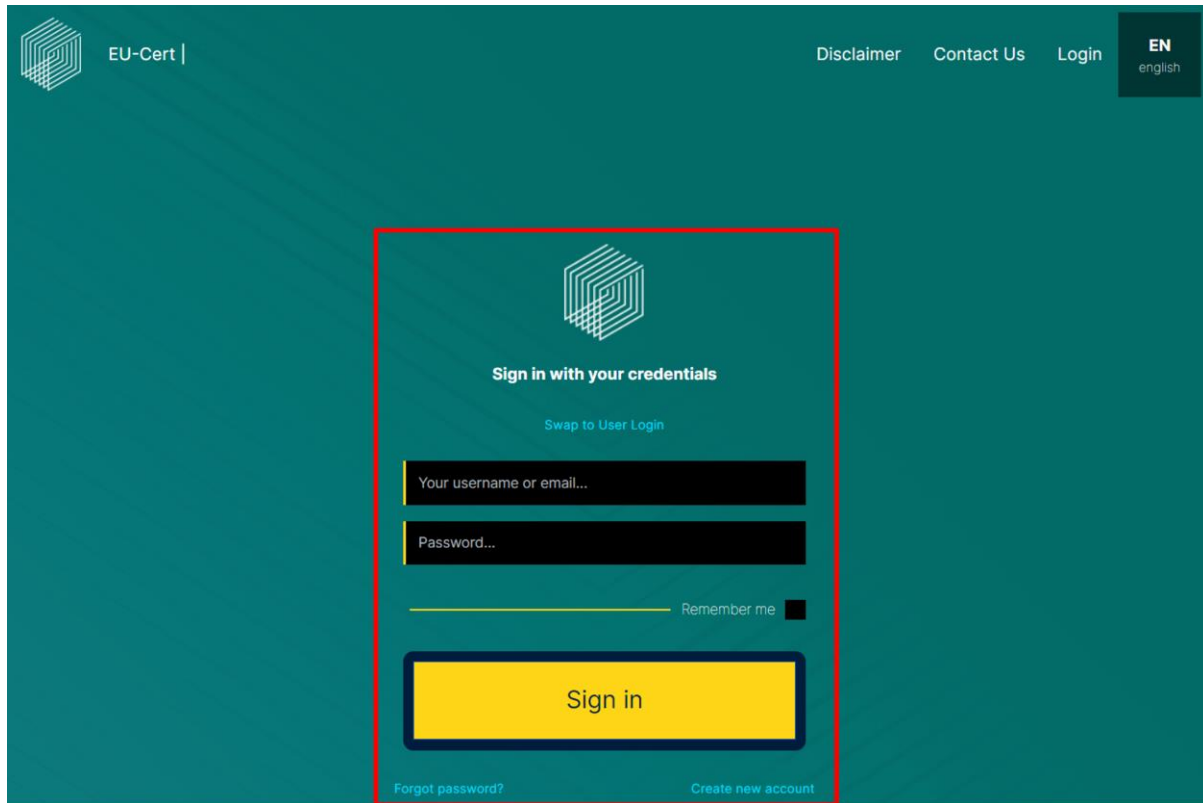 EU-Cert |
Disclaimer
Contact Us
Login
EN
english
Sign in with your credentials
Swap to User Login
Your username or email...
Password...
Remember me
Sign in
Forgot password?
Create new account